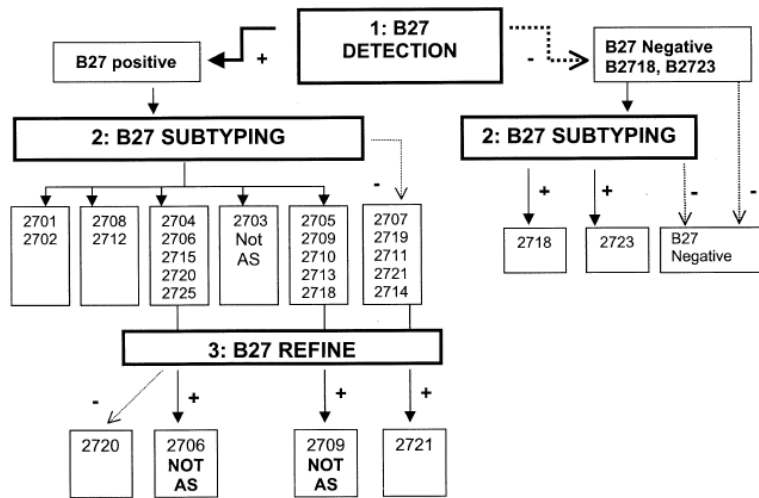 1: B27
DETECTION
B27 positive
+
-
B27 Negative
B2718, B2723
2: B27 SUBTYPING
2: B27 SUBTYPING
-
+
+
-
-
2701
2702
2708
2712
2704
2706
2715
2720
2725
2703
Not
AS
2705
2709
2710
2713
2718
2707
2719
2711
2721
2714
2718
2723
B27
Negative
3: B27 REFINE
-
+
+
+
2720
2706
NOT
AS
2709
NOT
AS
2721